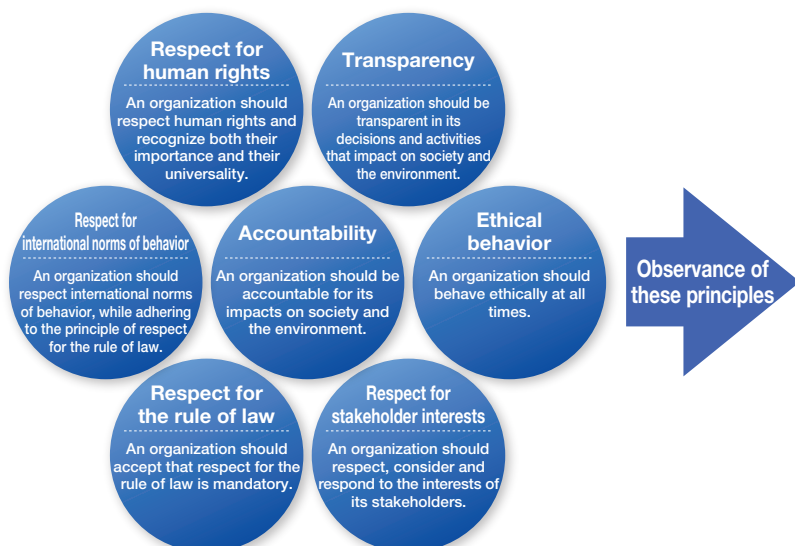 Respect for
human rights
An organization should
respect human rights and
recognize both their
importance and their
universality.
Transparency
An organization should be
transparent in its
decisions and activities
that impact on society and
the environment.
Respect for
international norms of behavior
An organization should
respect international norms
of behavior, while adhering
to the principle of respect
for the rule of law.
Accountability
An organization should be
accountable for its
impacts on society and
the environment.
Ethical
behavior
An organization should
behave ethically at all
times.
Observance of
these principles
Respect for
the rule of law
An organization should
accept that respect for the
rule of law is mandatory.
Respect for
stakeholder interests
An organization should
respect, consider and
respond to the interests of
its stakeholders.